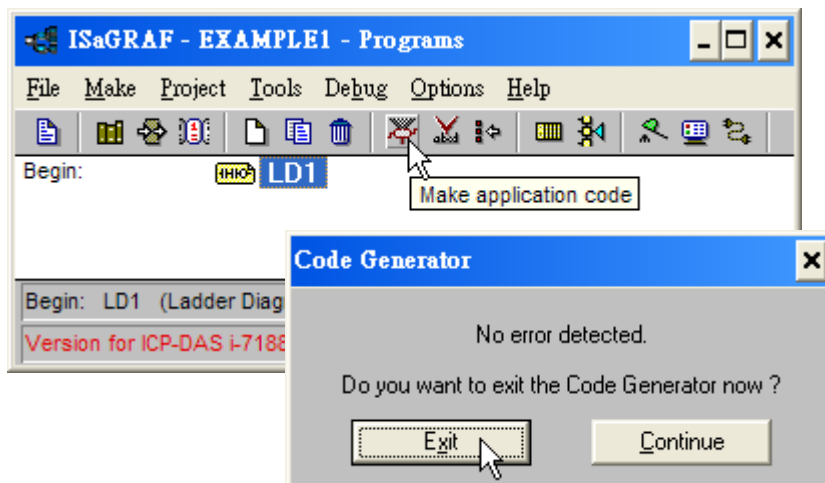 ISaGRAF - EXAMPLE1 - Programs
File Make Project Tools Debug Options Help
Begin: LD1
Make application code
Begin: LD1 (Ladder Diag
Version for ICP-DAS i-7188
Code Generator
No error detected.
Do you want to exit the Code Generator now ?
Exit Continue